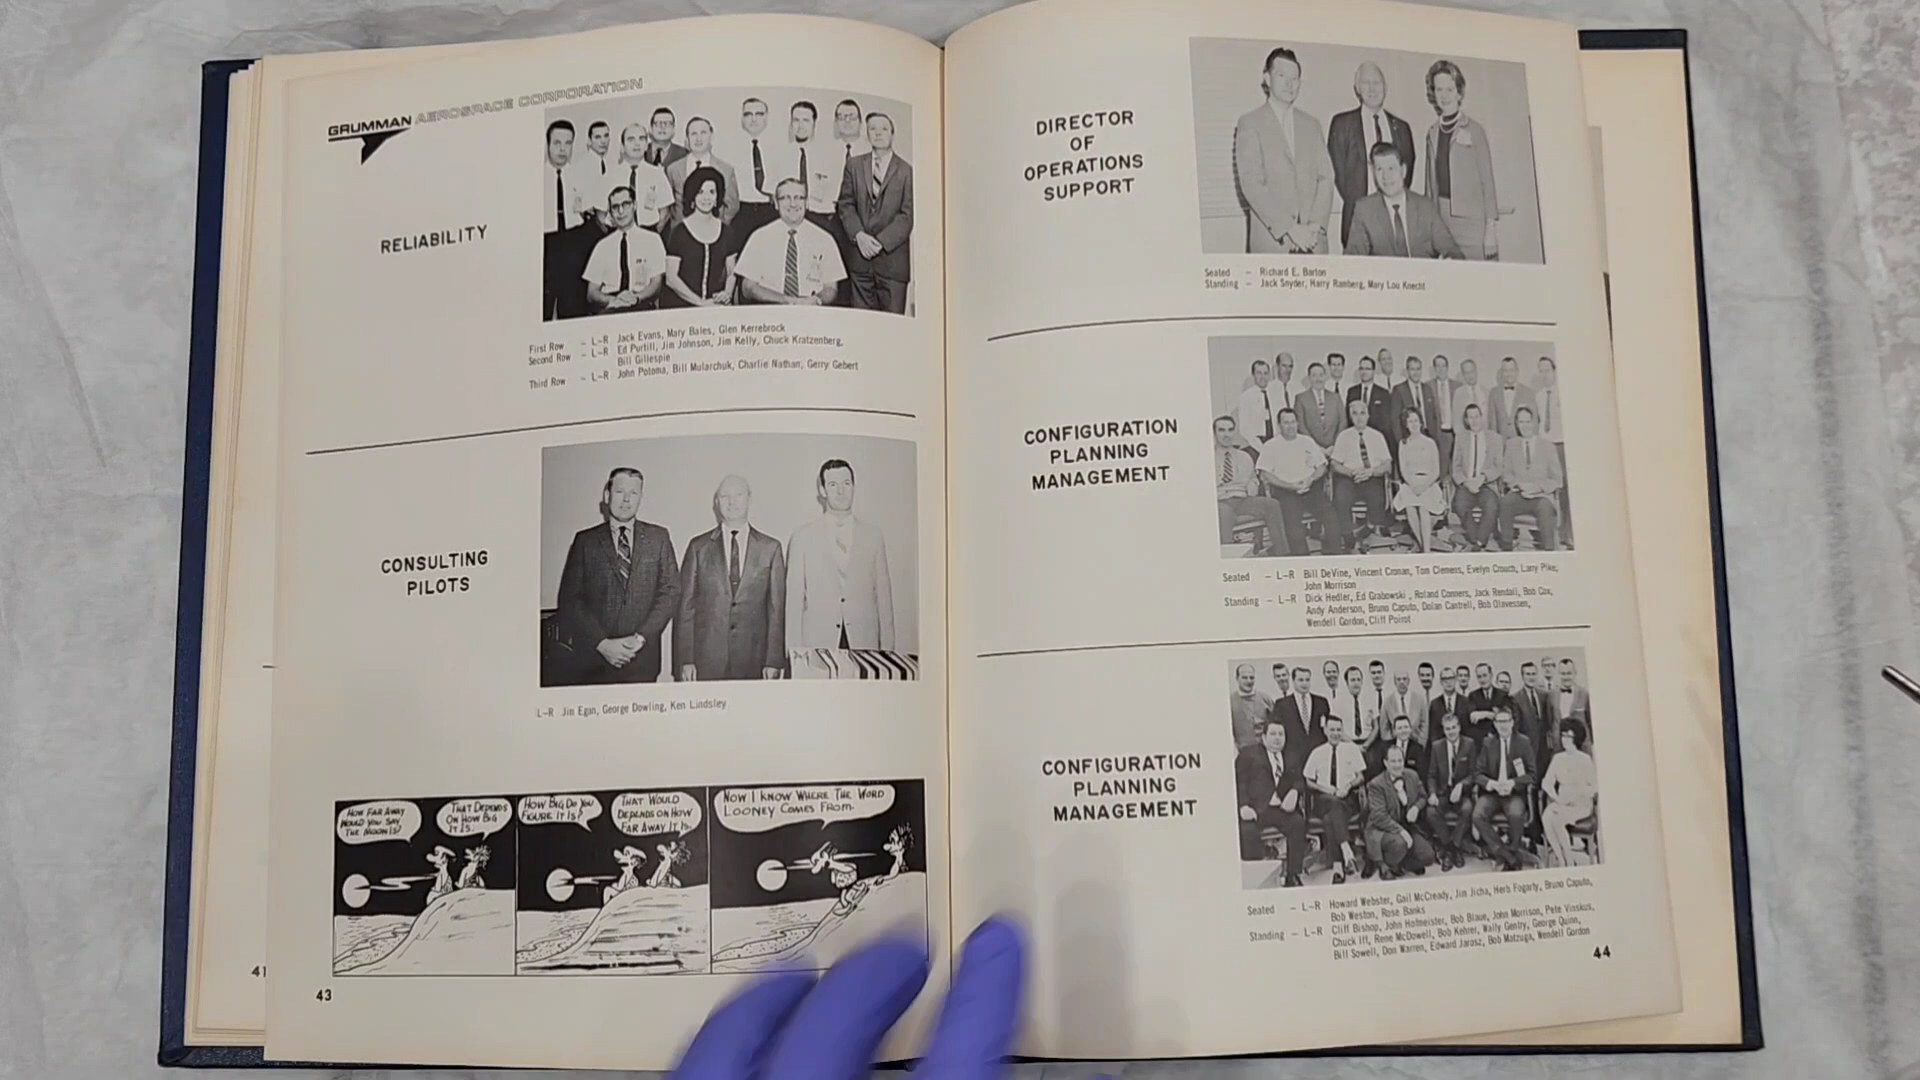 GRUMMAN AEROSPACE CORPORATION
RELIABILITY
First Row - L-R Jack Evans, Mary Bales, Glen Kerrebrock
Second Row - L-R Ed Purtill, Jim Johnson, Jim Kelly, Chuck Kratzenberg,
Bill Gillespie
Third Row - L-R John Potoma, Bill Mularchuk, Charlie Nathan, Gerry Gebert
CONSULTING
PILOTS
L-R Jim Egan, George Dowling, Ken Lindsley
HOW FAR AWAY
WOULD YOU SAY
THE MOON IS?
THAT DEPENDS
ON HOW BIG
IT IS.
HOW BIG DO YOU
FIGURE IT IS?
THAT WOULD
DEPENDS ON HOW
FAR AWAY IT IS.
NOW I KNOW WHERE THE WORD
LOONEY COMES FROM.
41
43
DIRECTOR
OF
OPERATIONS
SUPPORT
Seated - Richard E. Barton
Standing - Jack Snyder, Harry Ramberg, Mary Lou Knecht
CONFIGURATION
PLANNING
MANAGEMENT
Seated - L-R Bill DeVine, Vincent Cronan, Tom Clemens, Evelyn Crouch, Larry Pike,
John Morrison
Standing - L-R Dick Hedler, Ed Grabowski, Roland Conners, Jack Rendall, Bob Cox,
Andy Anderson, Bruno Caputo, Dolan Cantrell, Bob Olavessen,
Wendell Gordon, Cliff Poirot
CONFIGURATION
PLANNING
MANAGEMENT
Seated - L-R Howard Webster, Gail McCready, Jim Jicha, Herb Fogarty, Bruno Caputo,
Bob Weston, Rose Banks
Standing - L-R Cliff Bishop, John Hofmeister, Bob Blaue, John Morrison, Pete Vinskus,
Chuck Iff, Rene McDowell, Bob Kehrer, Wally Gentry, George Quinn,
Bill Sowell, Don Warren, Edward Jarosz, Bob Matzuga, Wendell Gordon
44